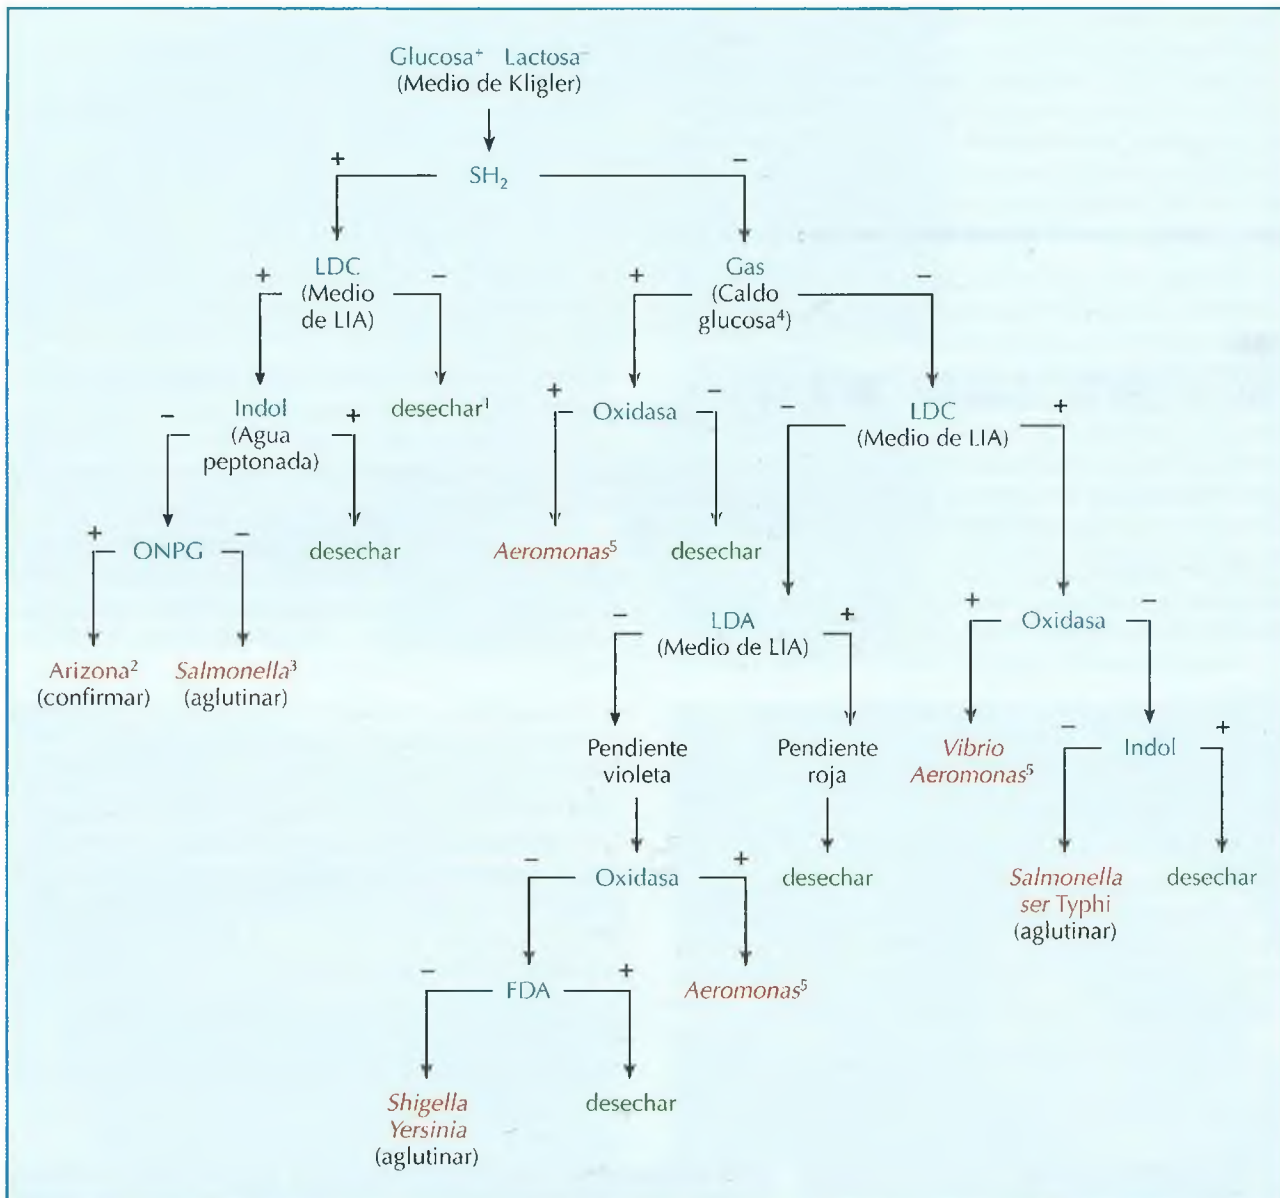 Glucosa⁺ Lactosa⁻
(Medio de Kligler)
+ SH₂ −
+ LDC −
(Medio
de LIA)
+ Gas −
(Caldo
glucosa⁴)
− Indol +
(Agua
peptonada)
desechar¹
+ Oxidasa −
− LDC +
(Medio de LIA)
+ ONPG −
desechar
Aeromonas⁵
desechar
− LDA +
(Medio de LIA)
+ Oxidasa −
Arizona²
(confirmar)
Salmonella³
(aglutinar)
Pendiente
violeta
Pendiente
roja
Vibrio
Aeromonas⁵
− Indol +
− Oxidasa +
desechar
Salmonella
ser Typhi
(aglutinar)
desechar
− FDA +
Aeromonas⁵
Shigella
Yersinia
(aglutinar)
desechar